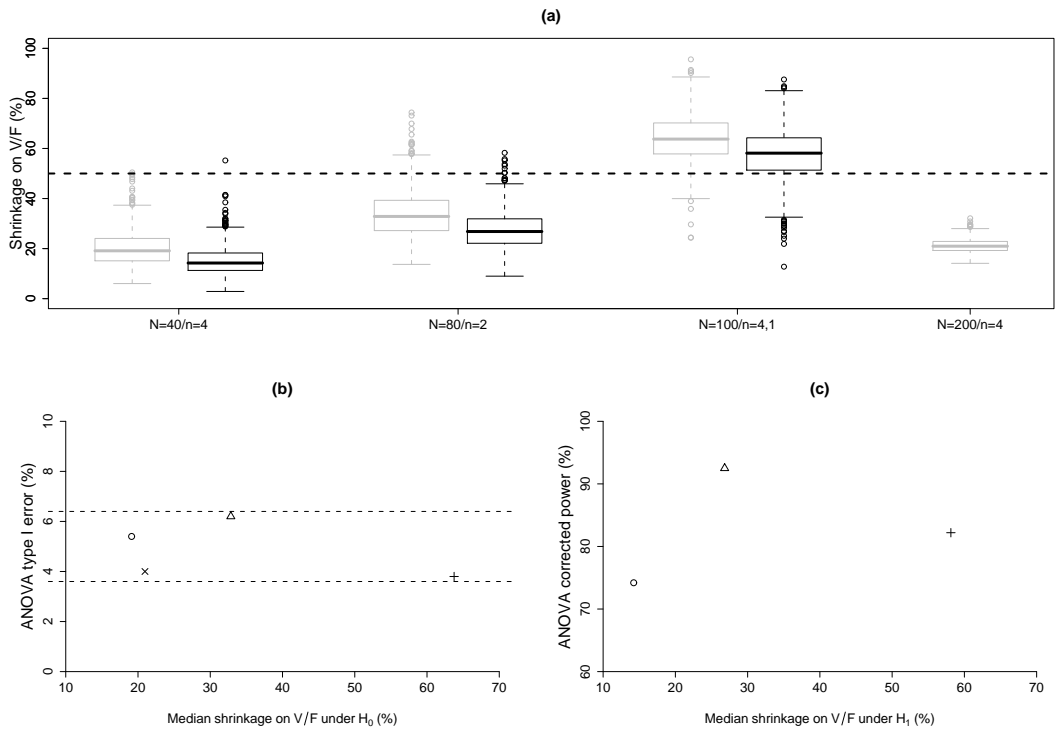 (a)
Shrinkage on V/F (%)
100
80
60
40
20
0
N=40/n=4
N=80/n=2
N=100/n=4,1
N=200/n=4
(b)
ANOVA type I error (%)
10
8
6
4
2
0
10 20 30 40 50 60 70
Median shrinkage on V/F under H₀ (%)
(c)
ANOVA corrected power (%)
100
90
80
70
60
10 20 30 40 50 60 70
Median shrinkage on V/F under H₁ (%)